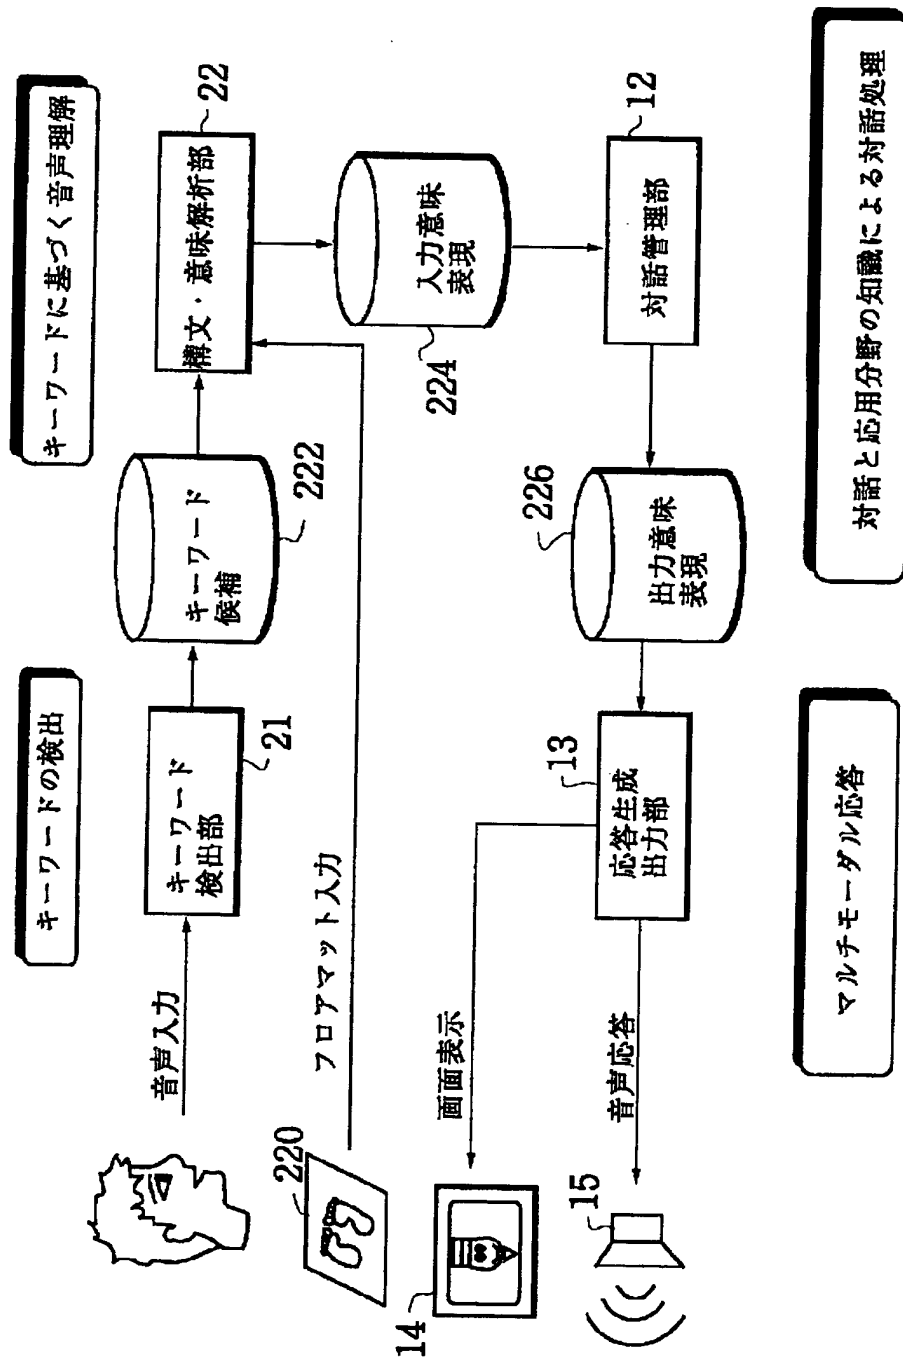 キーワードの検出
キーワードに基づく音声理解
音声入力
キーワード
検出部
21
キーワード
候補
222
構文・意味解析部
22
220
フロアマット入力
入力意味
表現
224
14
画面表示
15
音声応答
応答生成
出力部
13
出力意味
表現
226
対話管理部
12
マルチモーダル応答
対話と応用分野の知識による対話処理